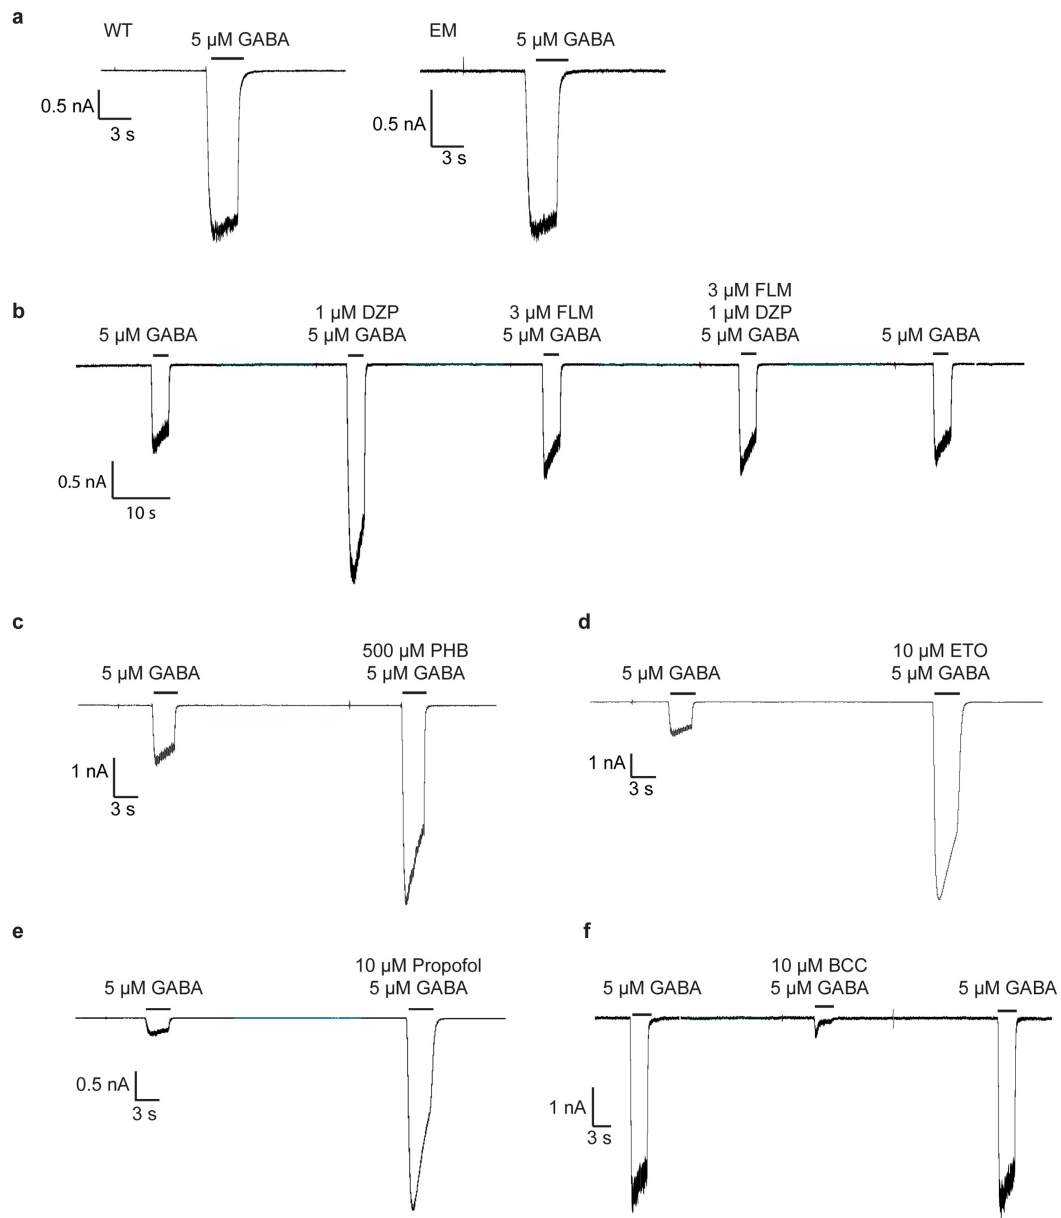 a
WT
5 µM GABA
0.5 nA
3 s
EM
5 µM GABA
0.5 nA
3 s
b
5 µM GABA
1 µM DZP
5 µM GABA
3 µM FLM
5 µM GABA
3 µM FLM
1 µM DZP
5 µM GABA
5 µM GABA
0.5 nA
10 s
c
5 µM GABA
500 µM PHB
5 µM GABA
1 nA
3 s
d
5 µM GABA
10 µM ETO
5 µM GABA
1 nA
3 s
e
5 µM GABA
10 µM Propofol
5 µM GABA
0.5 nA
3 s
f
5 µM GABA
10 µM BCC
5 µM GABA
5 µM GABA
1 nA
3 s